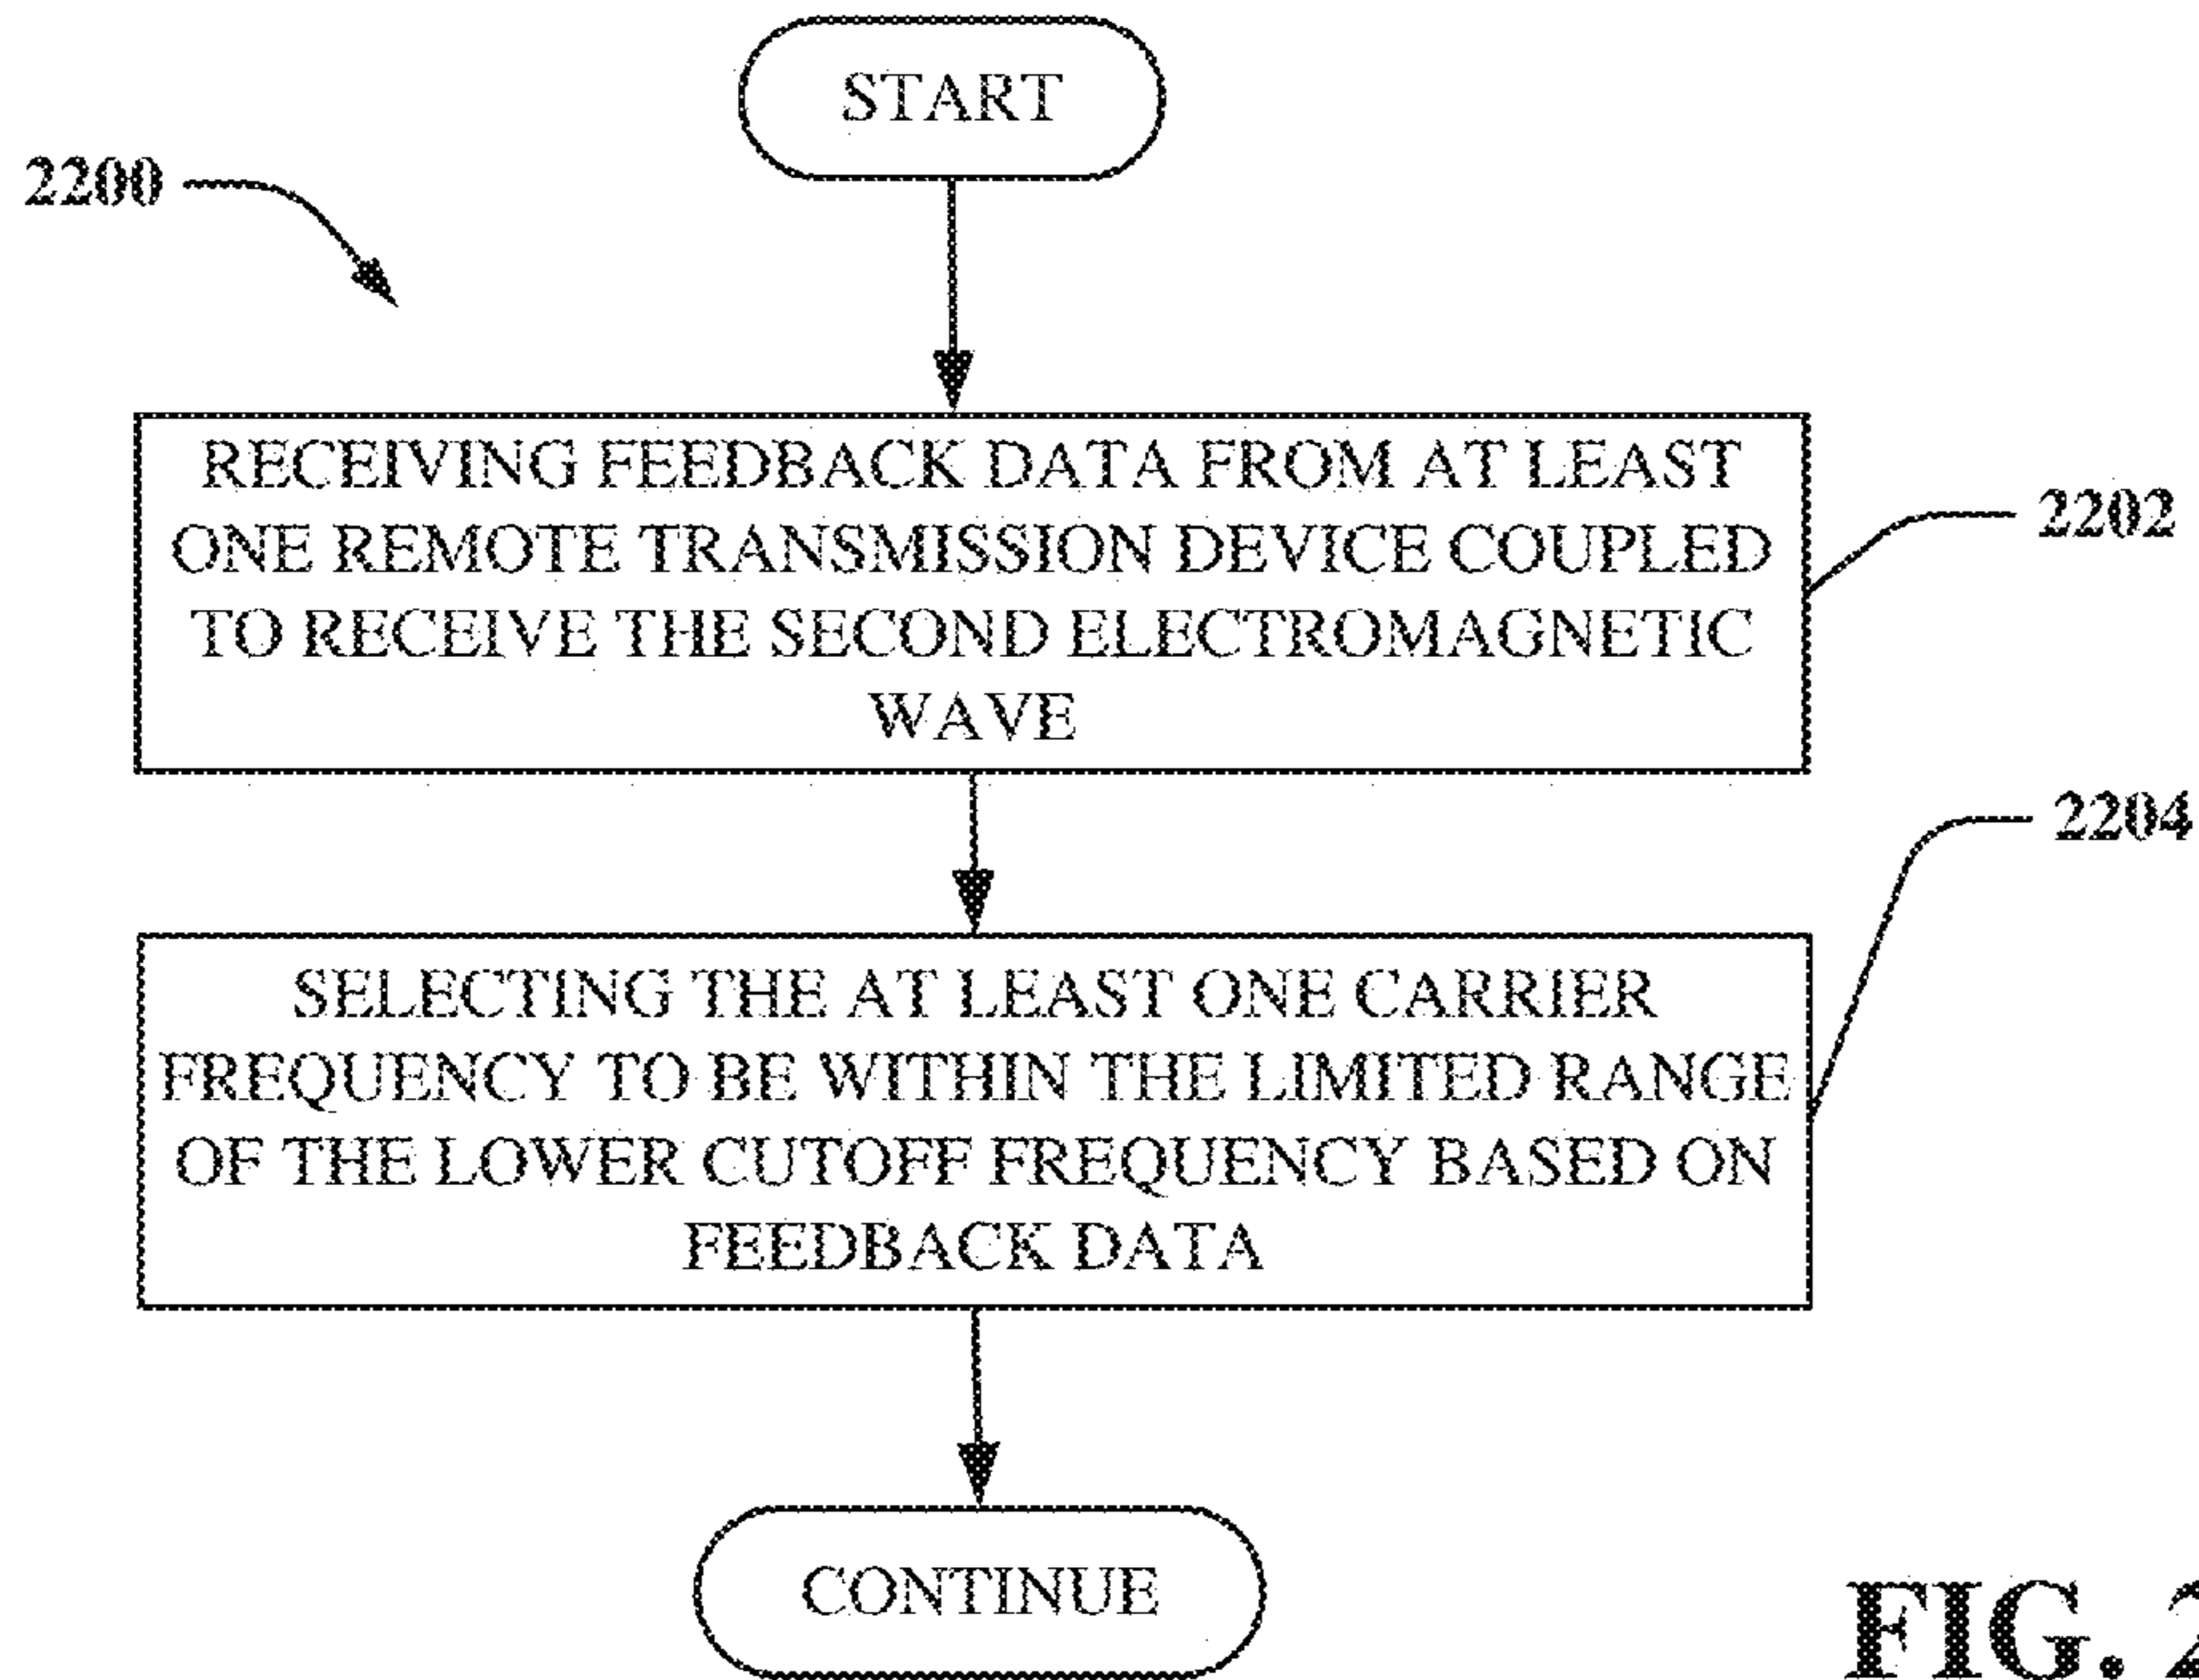 START
2200
RECEIVING FEEDBACK DATA FROM AT LEAST
ONE REMOTE TRANSMISSION DEVICE COUPLED
TO RECEIVE THE SECOND ELECTROMAGNETIC
WAVE
2202
2204
SELECTING THE AT LEAST ONE CARRIER
FREQUENCY TO BE WITHIN THE LIMITED RANGE
OF THE LOWER CUTOFF FREQUENCY BASED ON
FEEDBACK DATA
CONTINUE
FIG.